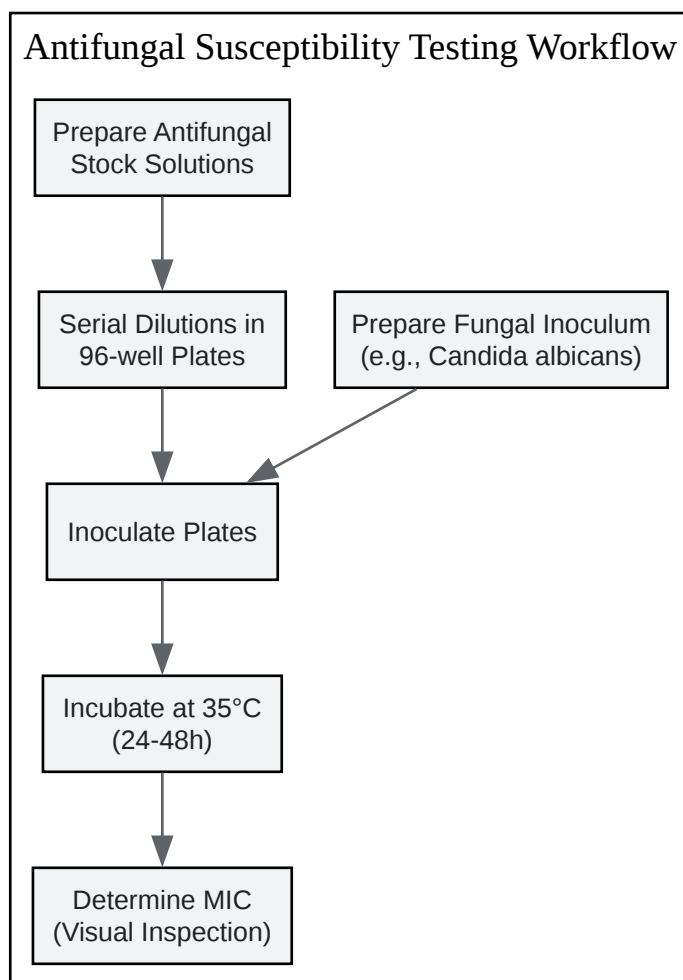 Antifungal Susceptibility Testing Workflow
Prepare Antifungal
Stock Solutions
Serial Dilutions in
96-well Plates
Prepare Fungal Inoculum
(e.g., Candida albicans)
Inoculate Plates
Incubate at 35°C
(24-48h)
Determine MIC
(Visual Inspection)